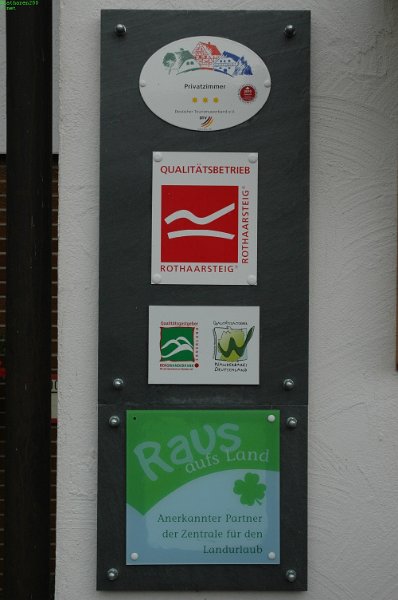 Privatzimmer
Deutscher Tourismusverband e.V.
QUALITÄTSBETRIEB
ROTHAARSTEIG®
ROTHAARSTEIG®
Qualitätsgastgeber
Wanderbares
Deutschland
Raus
aufs Land
Anerkannter Partner
der Zentrale für den
Landurlaub